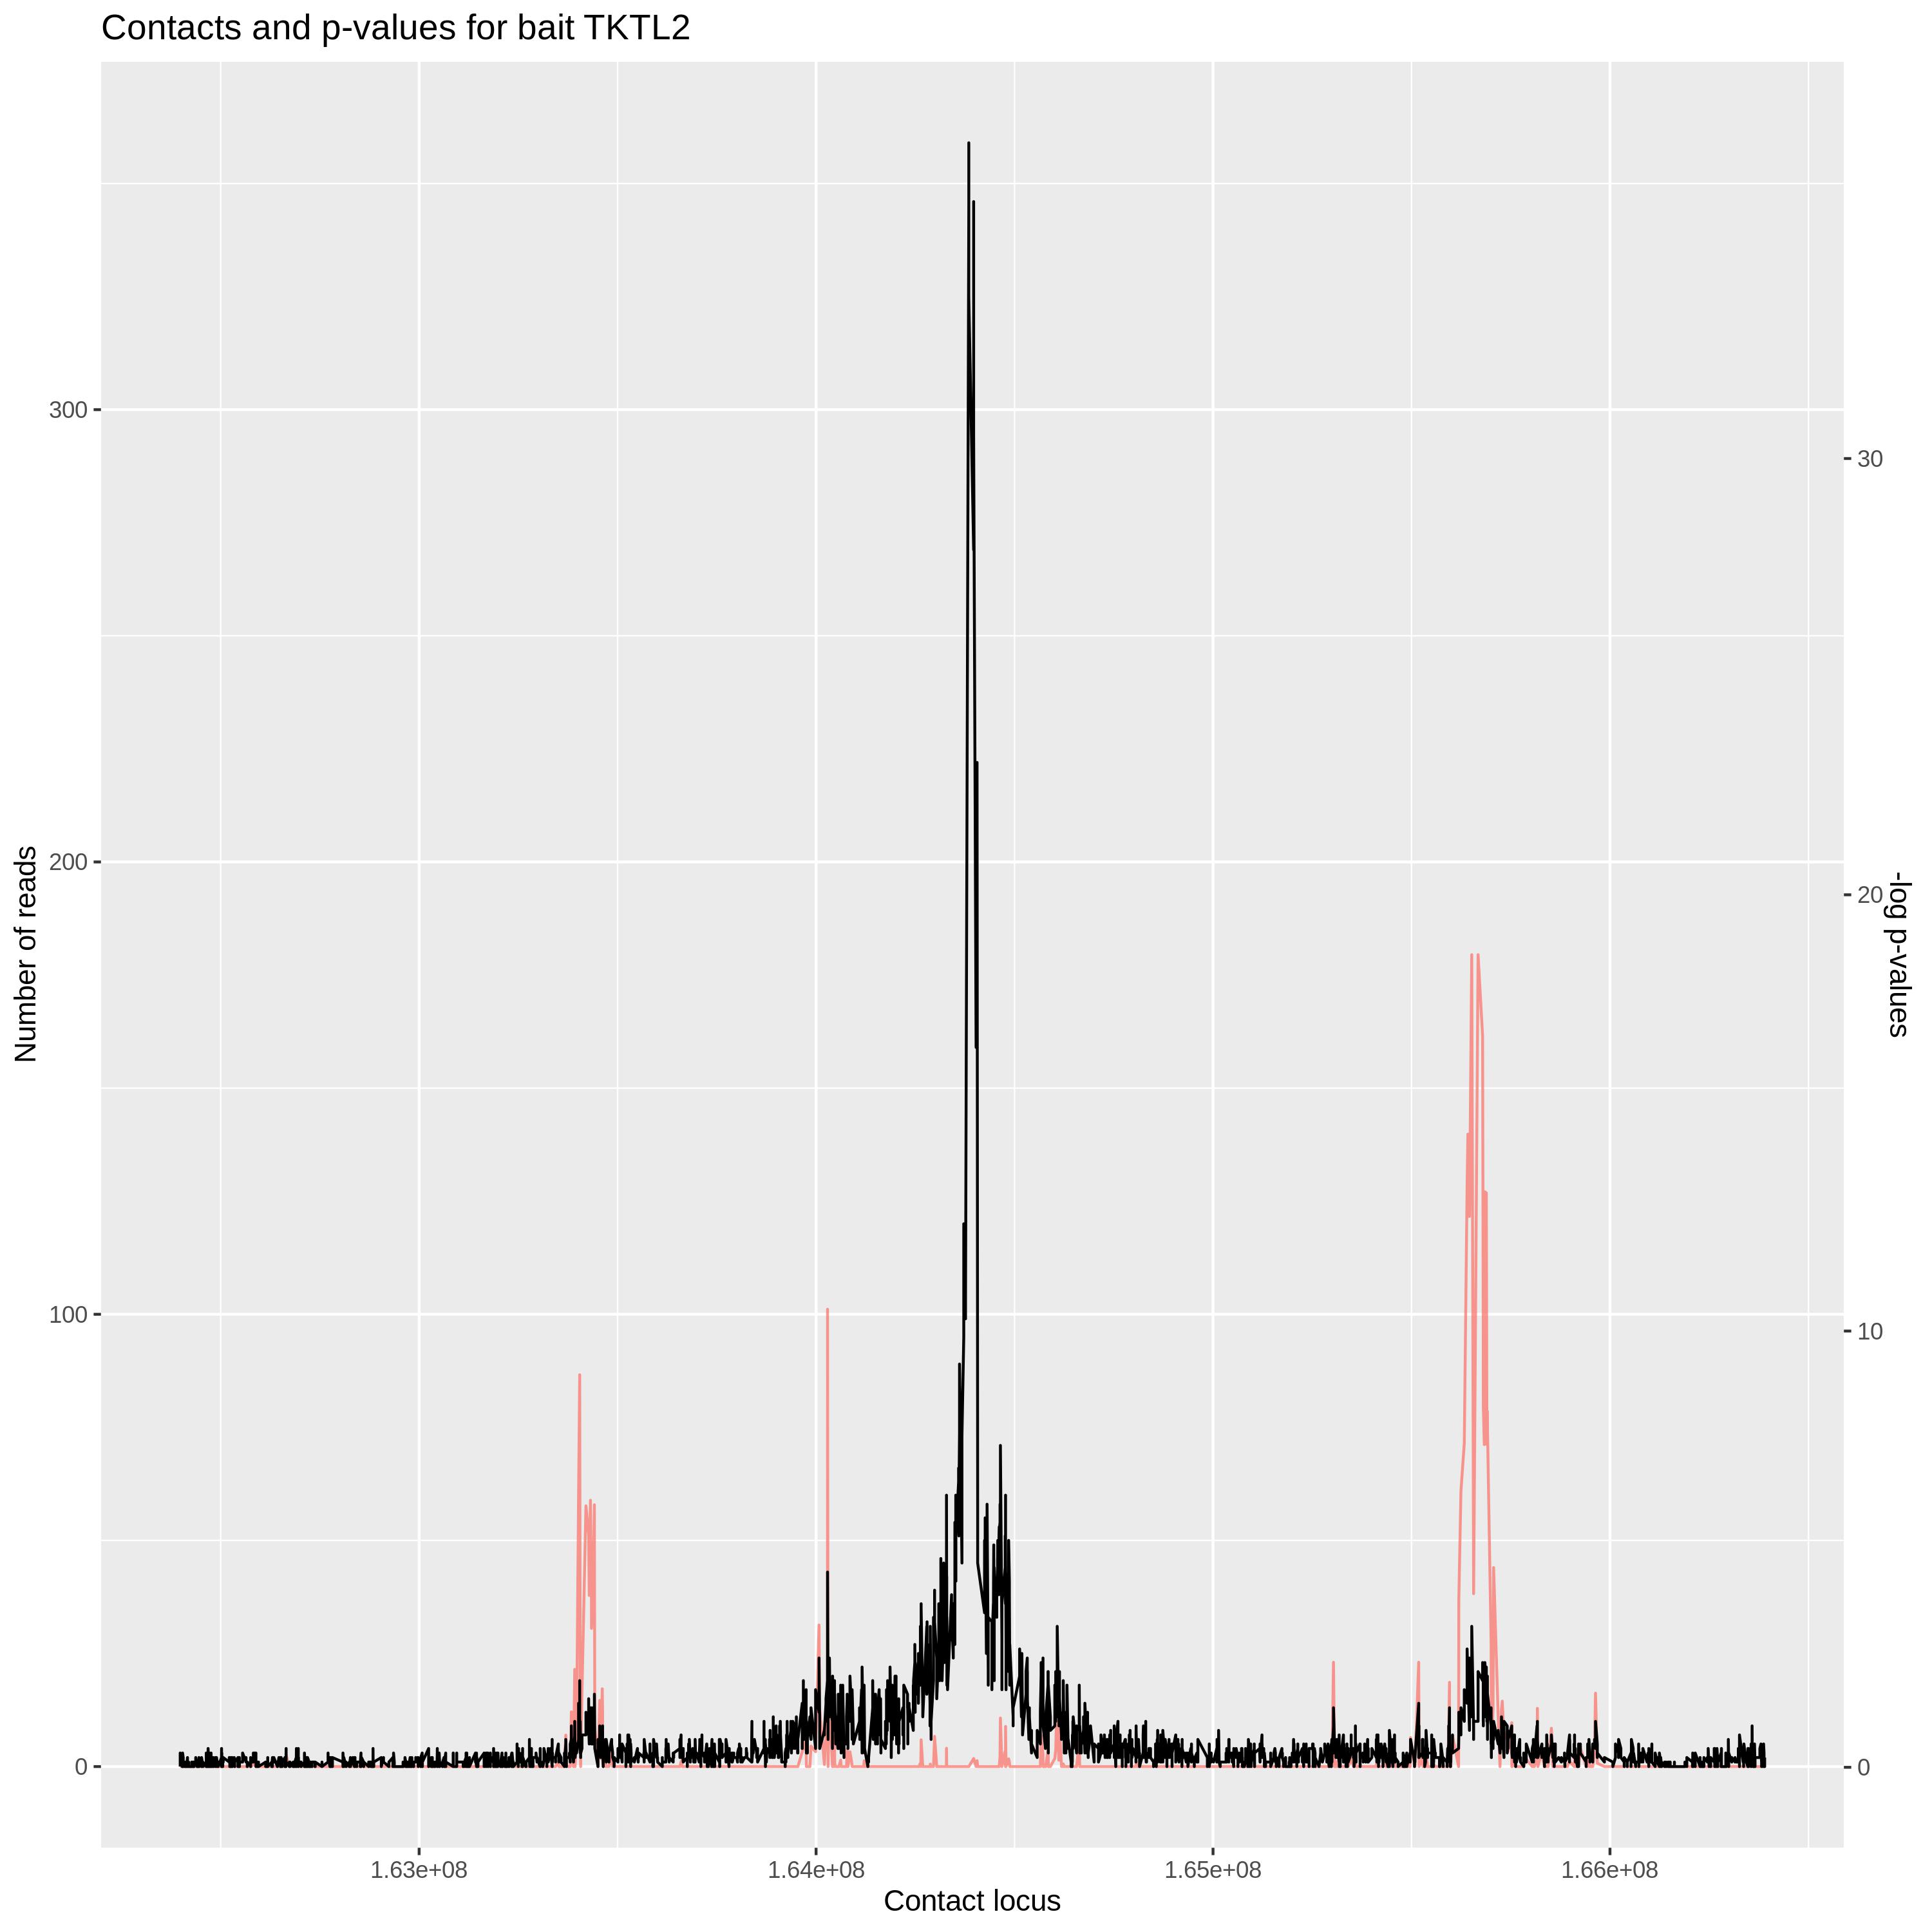 Contacts and p-values for bait TKTL2
Number of reads
300
200
100
0
30
20
10
0
-log p-values
1.63e+08
1.64e+08
1.65e+08
1.66e+08
Contact locus